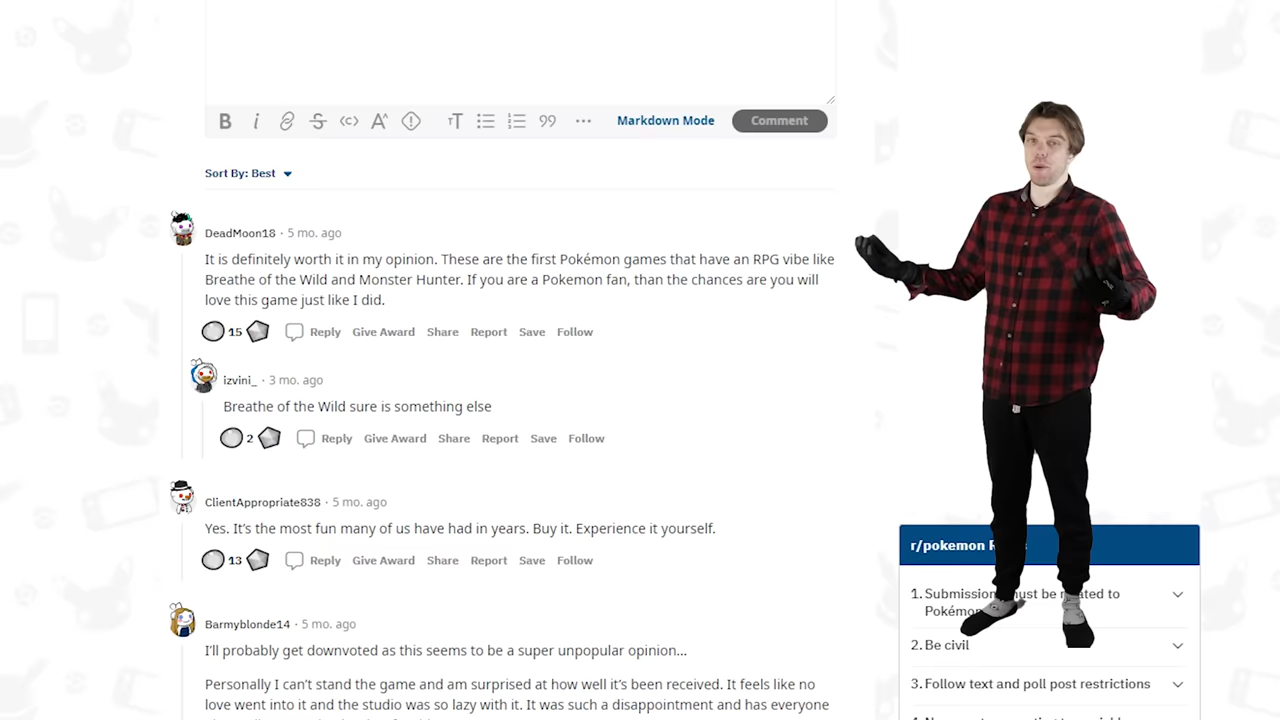 B i S <c> A T 99 ... Markdown Mode Comment
Sort By: Best
DeadMoon18 · 5 mo. ago
It is definitely worth it in my opinion. These are the first Pokémon games that have an RPG vibe like
Breathe of the Wild and Monster Hunter. If you are a Pokemon fan, than the chances are you will
love this game just like I did.
15 Reply Give Award Share Report Save Follow
izvini_ · 3 mo. ago
Breathe of the Wild sure is something else
2 Reply Give Award Share Report Save Follow
ClientAppropriate838 · 5 mo. ago
Yes. It’s the most fun many of us have had in years. Buy it. Experience it yourself.
13 Reply Give Award Share Report Save Follow
Barmyblonde14 · 5 mo. ago
I’ll probably get downvoted as this seems to be a super unpopular opinion...
Personally I can’t stand the game and am surprised at how well it’s been received. It feels like no
love went into it and the studio was so lazy with it. It was such a disappointment and has everyone
r/pokemon
1. Submission must be related to
Pokémon
2. Be civil
3. Follow text and poll post restrictions